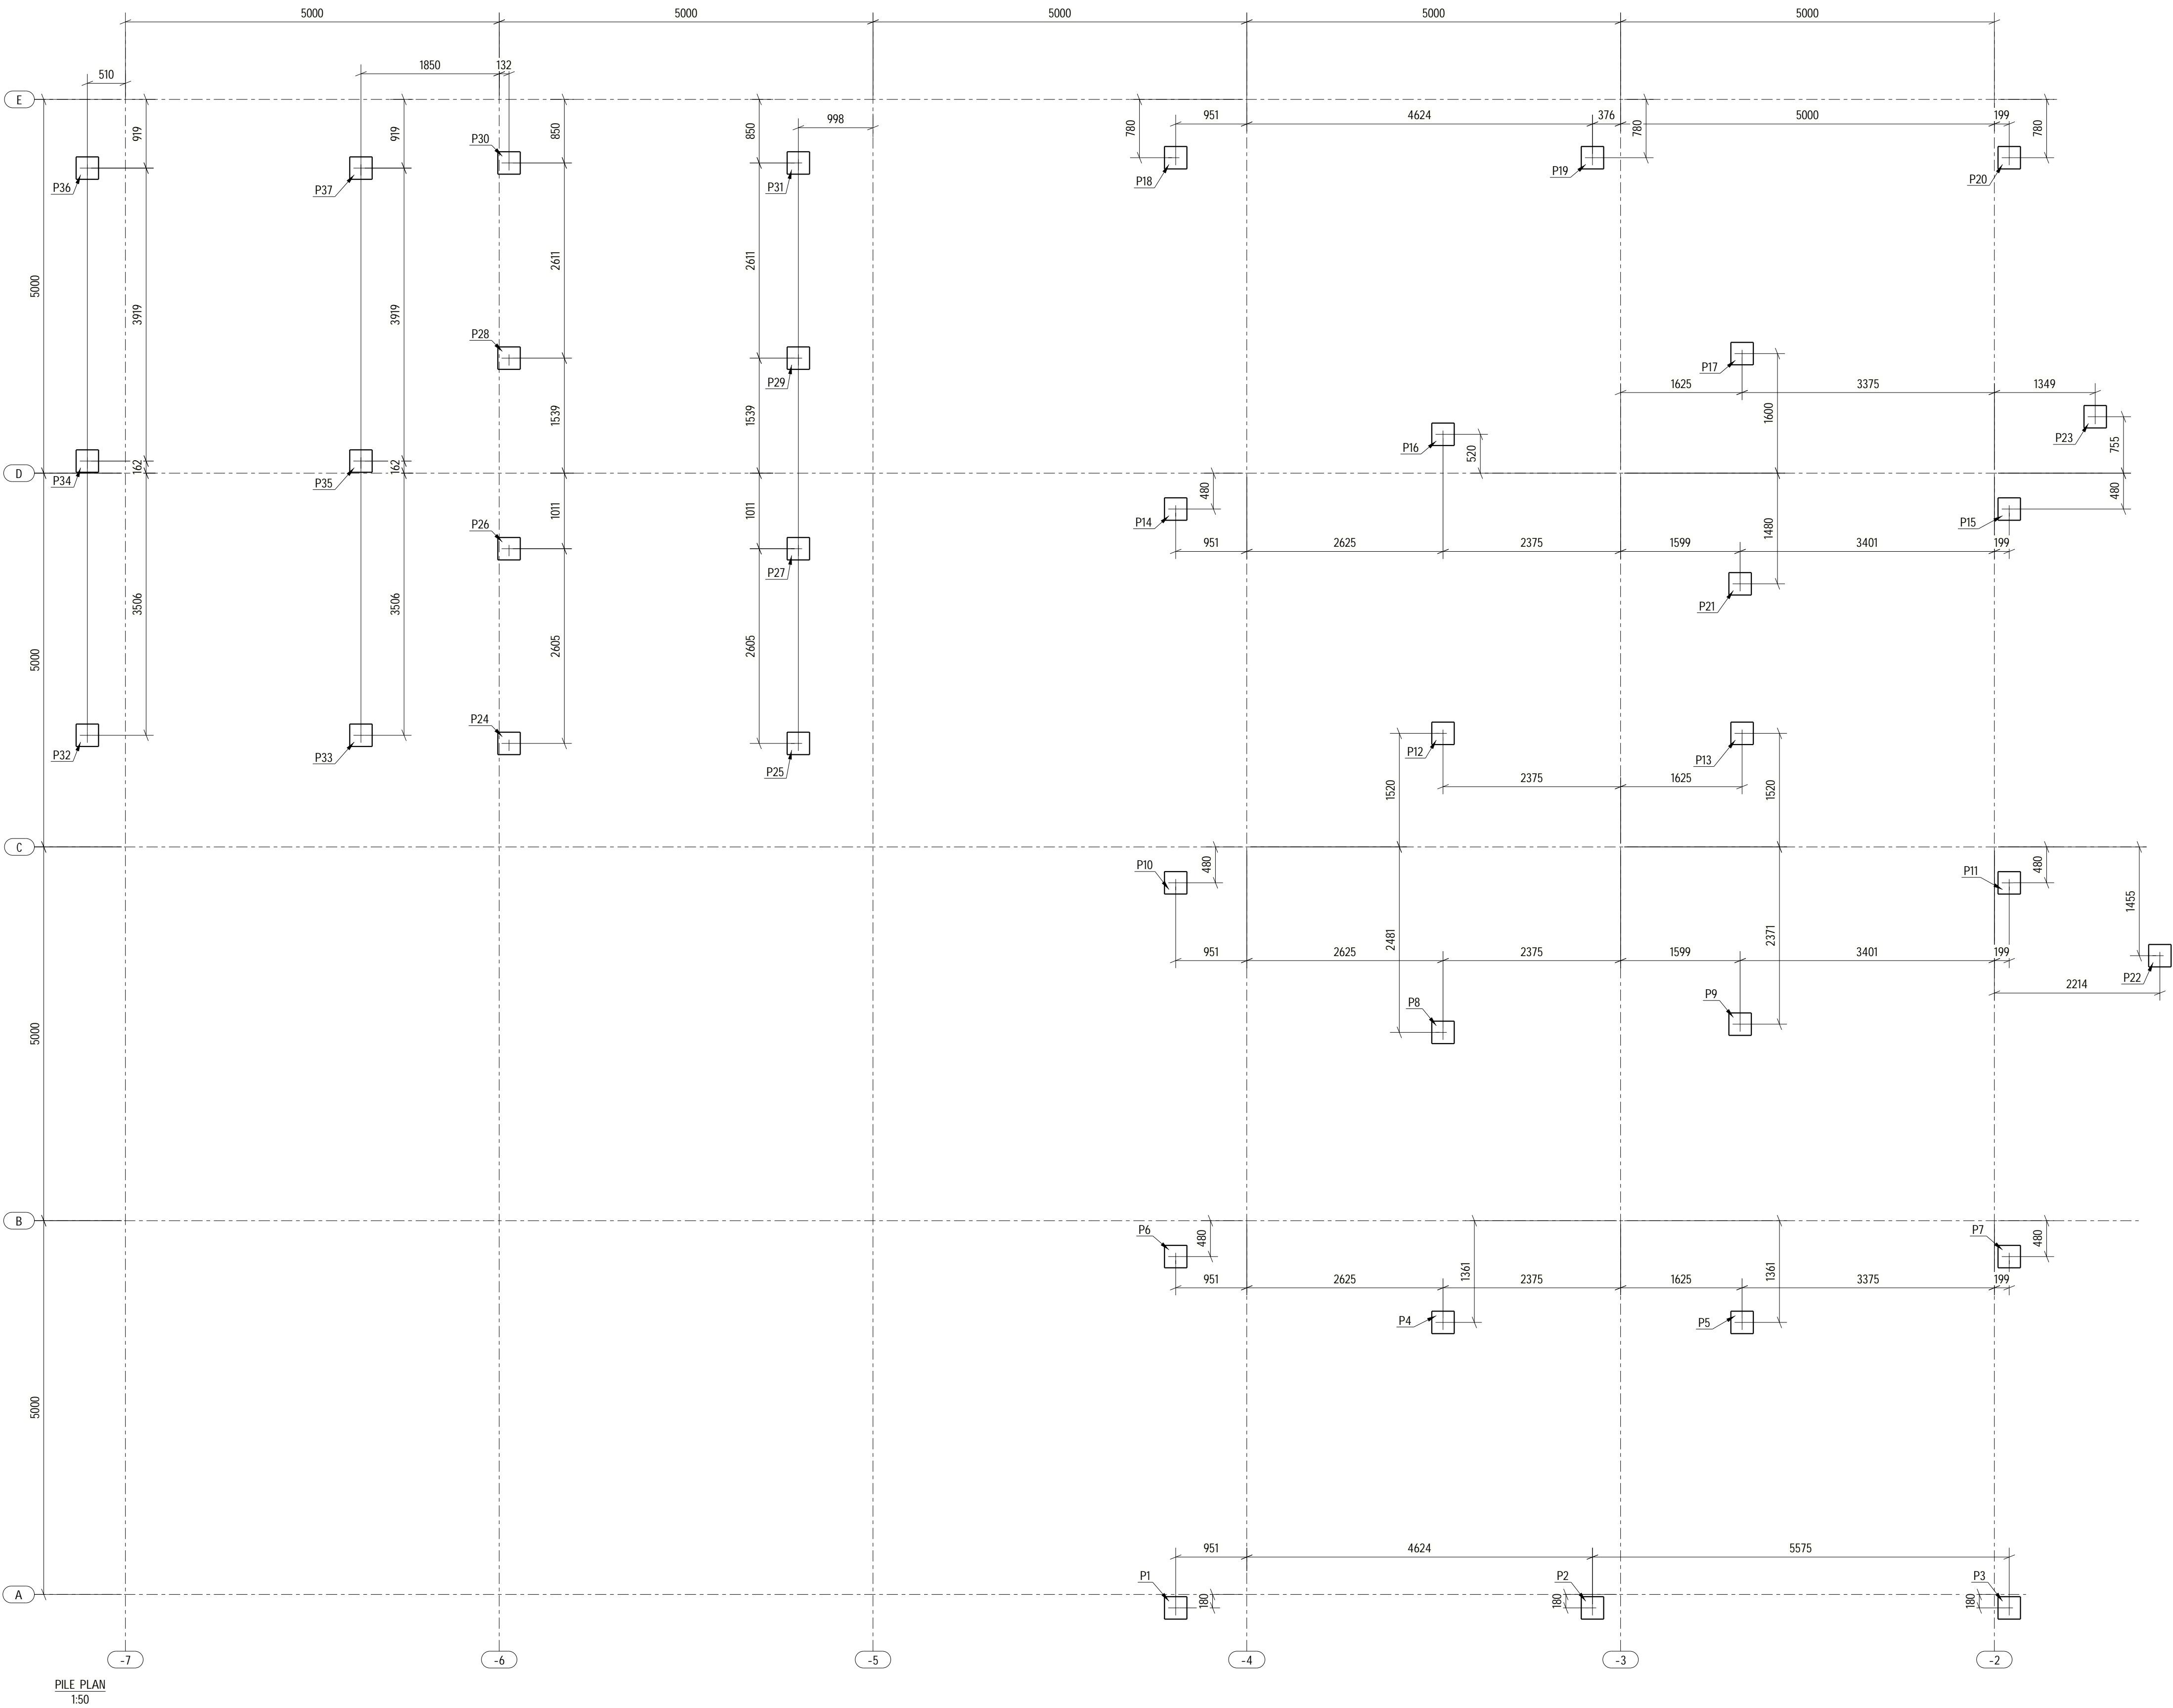 5000 5000 5000 5000 5000
510 1850 132
E
919 919 850 850 998 780 951 4624 376 780 5000 199 780
P30
P36 P37 P31 P18 P19 P20
5000 3919 3919 2611 2611
P28
P29 P17
1625 3375 1349
1539 1539 1600
P16 520 P23 755
D
162 162
P34 P35
480 480
P26 1011 1011 P14 1480 P15
951 2625 2375 1599 3401 199
P27
3506 3506 P21
5000 2605 2605
P24
P32 P33 P25 P12 P13
2375 1625
1520 1520
C
P10 480 P11 480
1455
2481 2371
951 2625 2375 1599 3401 199
P22
2214
P8 P9
5000
B
P6 480 P7 480
1361 1361
951 2625 2375 1625 3375 199
P4 P5
5000
951 4624 5575
P1 P2 P3
A
180 180 180
-7 -6 -5 -4 -3 -2
PILE PLAN
1:50